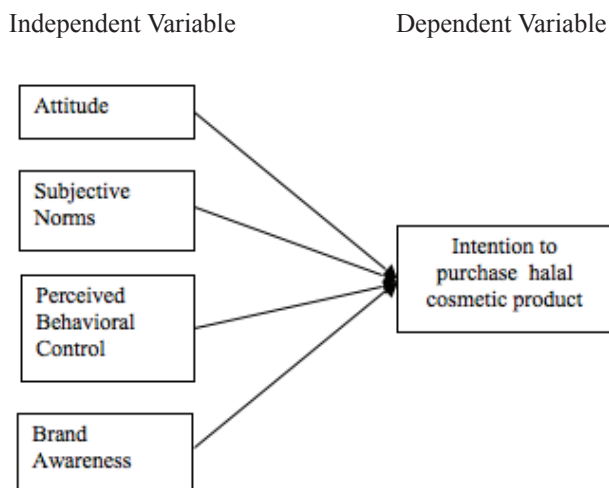 Independent Variable Dependent Variable
Attitude
Subjective
Norms
Perceived
Behavioral
Control
Brand
Awareness
Intention to
purchase halal
cosmetic product